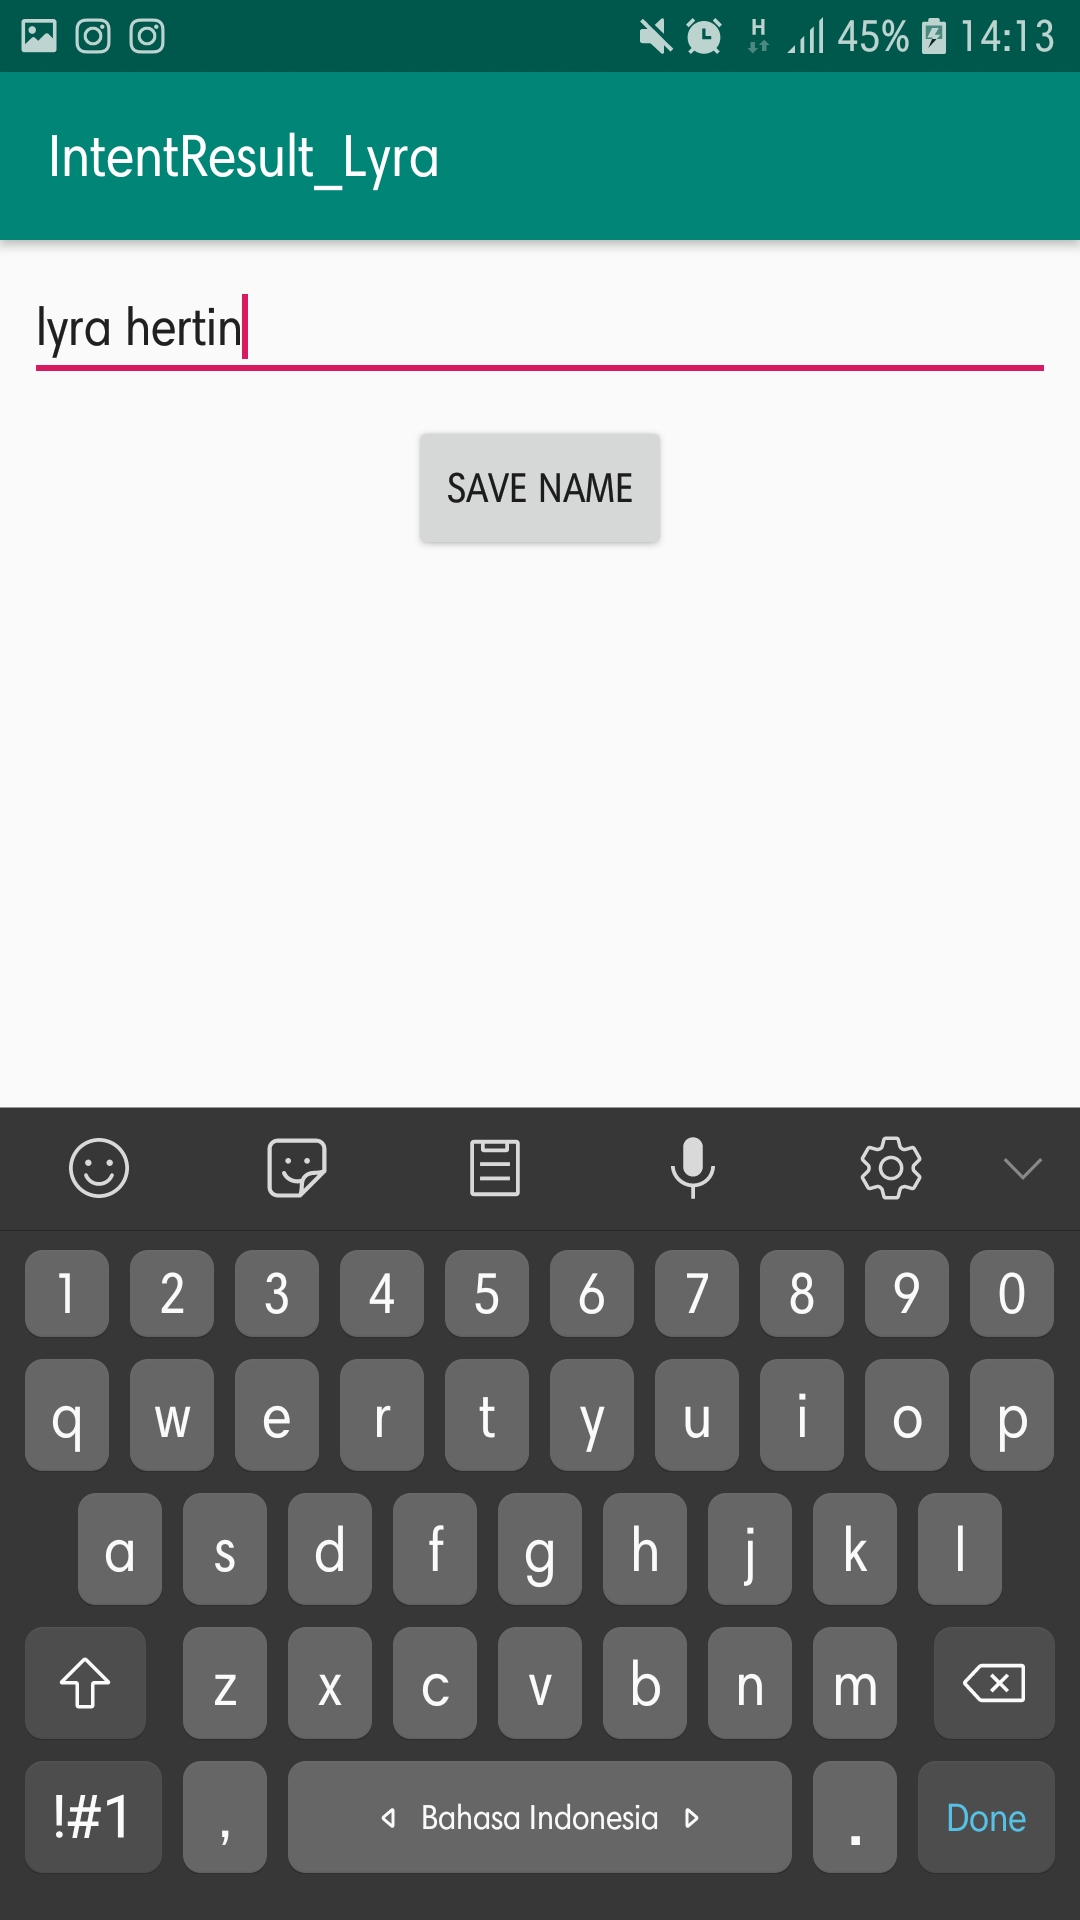 H 45% 14:13
IntentResult_Lyra
lyra hertin
SAVE NAME
1 2 3 4 5 6 7 8 9 0
q w e r t y u i o p
a s d f g h j k l
z x c v b n m
!#1 , Bahasa Indonesia . Done